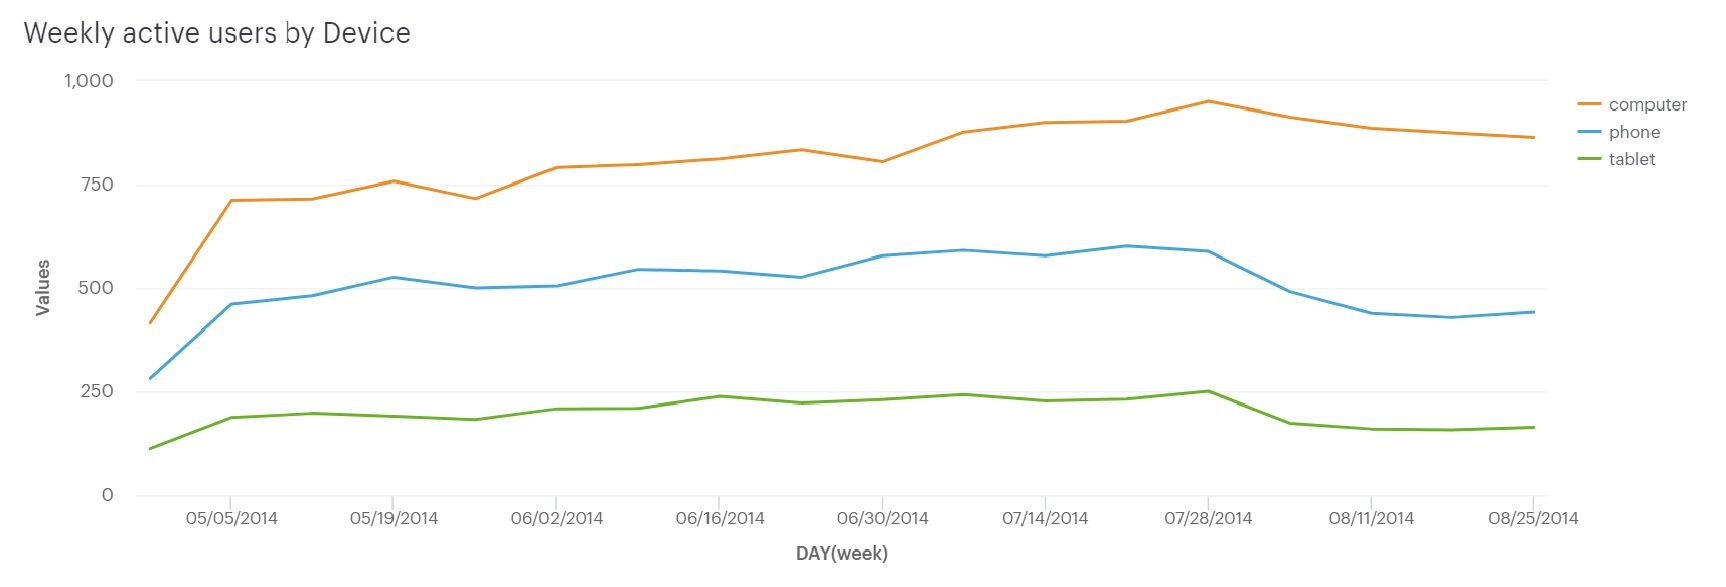 Weekly active users by Device
1,000
750
500
250
0
Values
computer
phone
tablet
05/05/2014 05/19/2014 06/02/2014 06/16/2014 06/30/2014 07/14/2014 07/28/2014 08/11/2014 08/25/2014
DAY(week)